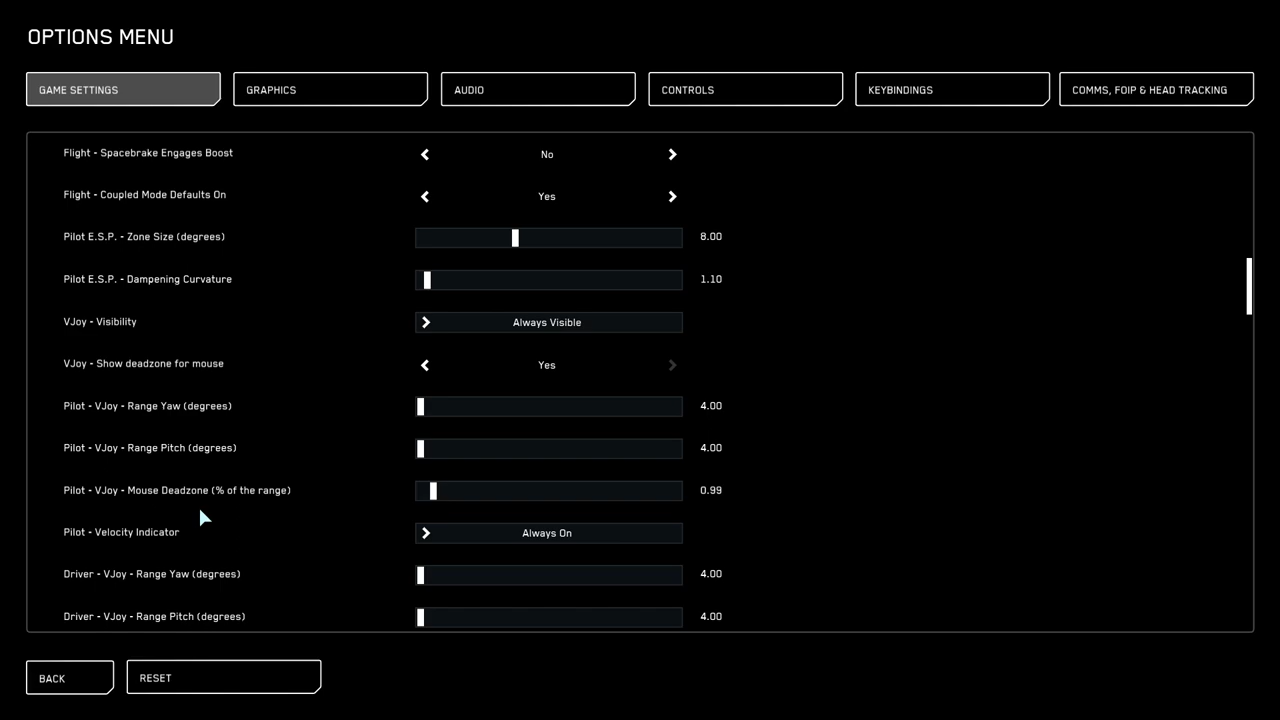 OPTIONS MENU
GAME SETTINGS GRAPHICS AUDIO CONTROLS KEYBINDINGS COMMS, FOIP & HEAD TRACKING
Flight - Spacebrake Engages Boost No
Flight - Coupled Mode Defaults On Yes
Pilot E.S.P. - Zone Size (degrees) 8.00
Pilot E.S.P. - Dampening Curvature 1.10
VJoy - Visibility Always Visible
VJoy - Show deadzone for mouse Yes
Pilot - VJoy - Range Yaw (degrees) 4.00
Pilot - VJoy - Range Pitch (degrees) 4.00
Pilot - VJoy - Mouse Deadzone (% of the range) 0.99
Pilot - Velocity Indicator Always On
Driver - VJoy - Range Yaw (degrees) 4.00
Driver - VJoy - Range Pitch (degrees) 4.00
BACK RESET